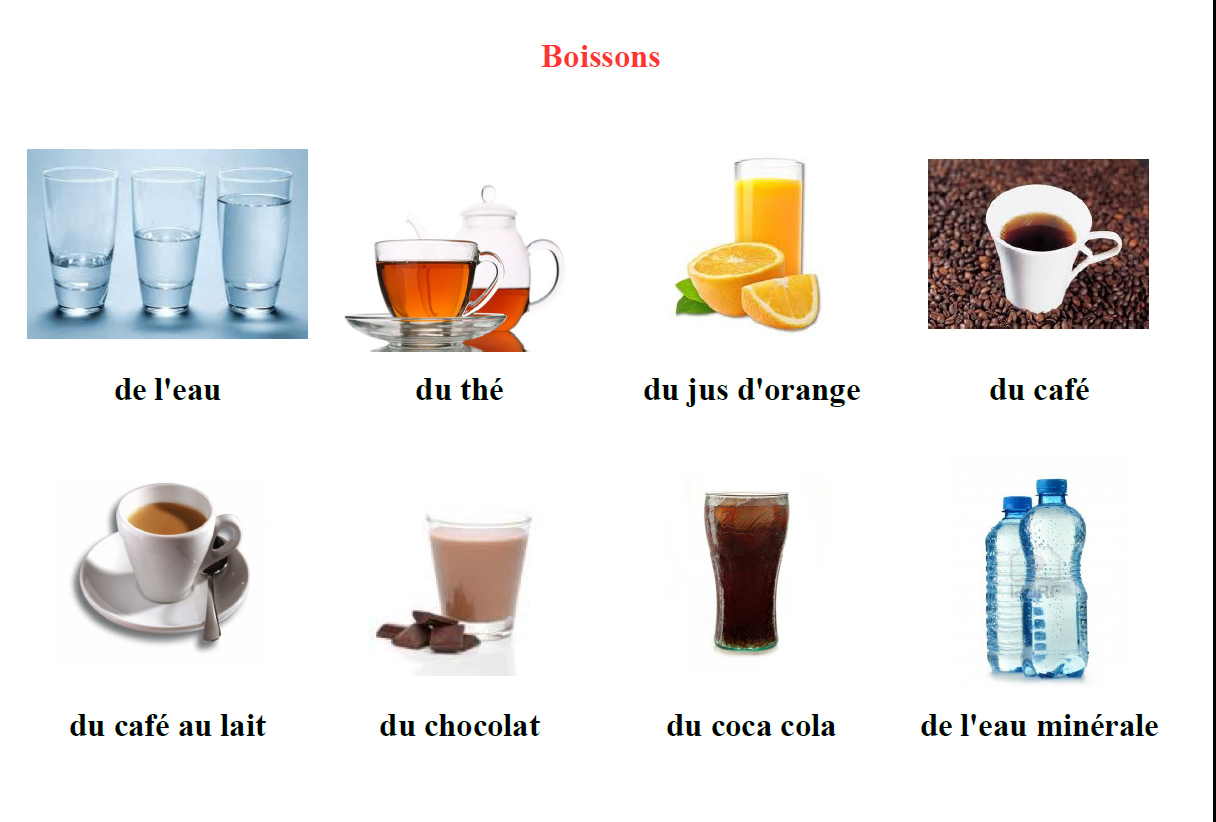 Boissons
de l'eau
du thé
du jus d'orange
du café
du café au lait
du chocolat
du coca cola
de l'eau minérale